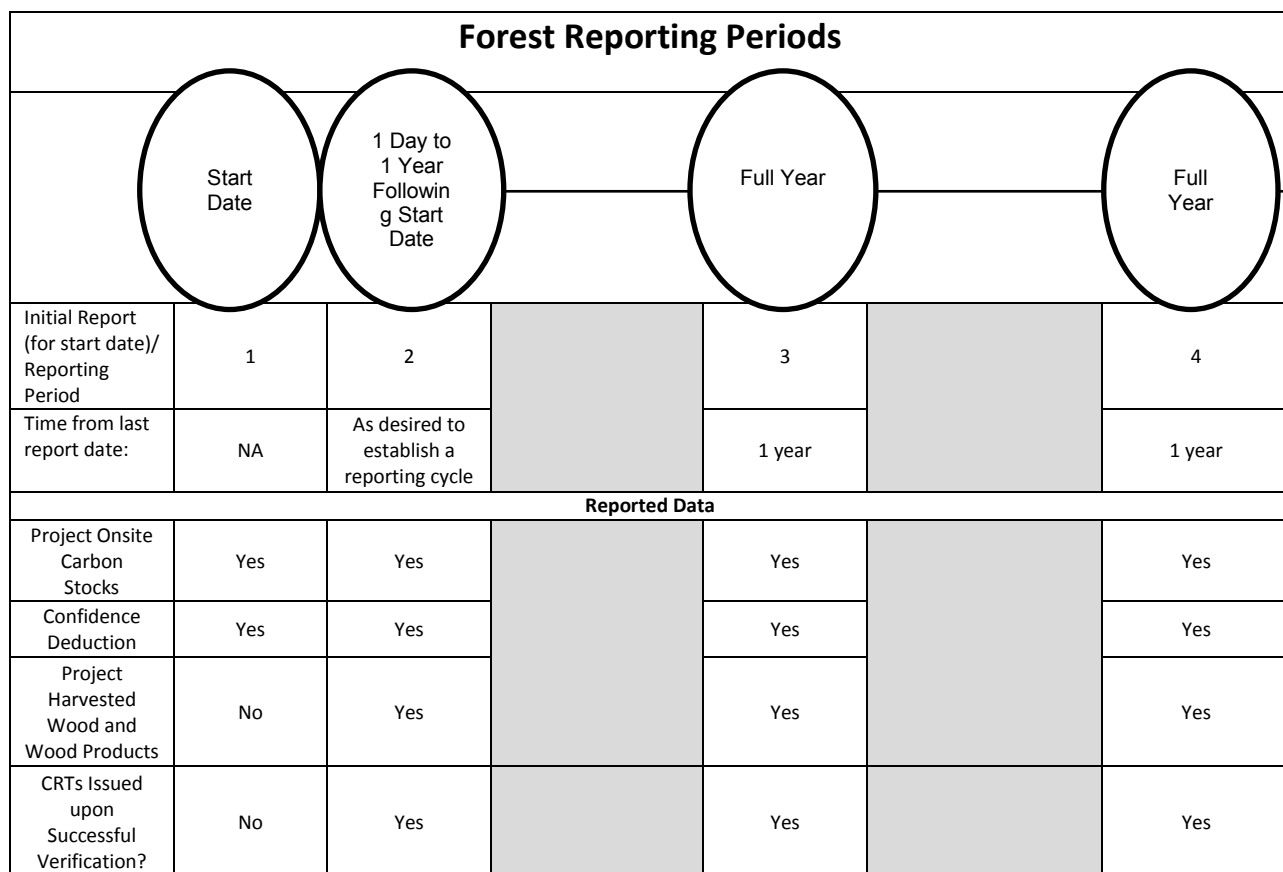 Forest Reporting Periods
Start
Date
1 Day to
1 Year
Followin
g Start
Date
Full Year
Full
Year
Initial Report
(for start date)/
Reporting
Period
1
2
3
4
Time from last
report date:
NA
As desired to
establish a
reporting cycle
1 year
1 year
Reported Data
Project Onsite
Carbon
Stocks
Yes
Yes
Yes
Yes
Confidence
Deduction
Yes
Yes
Yes
Yes
Project
Harvested
Wood and
Wood Products
No
Yes
Yes
Yes
CRTs Issued
upon
Successful
Verification?
No
Yes
Yes
Yes